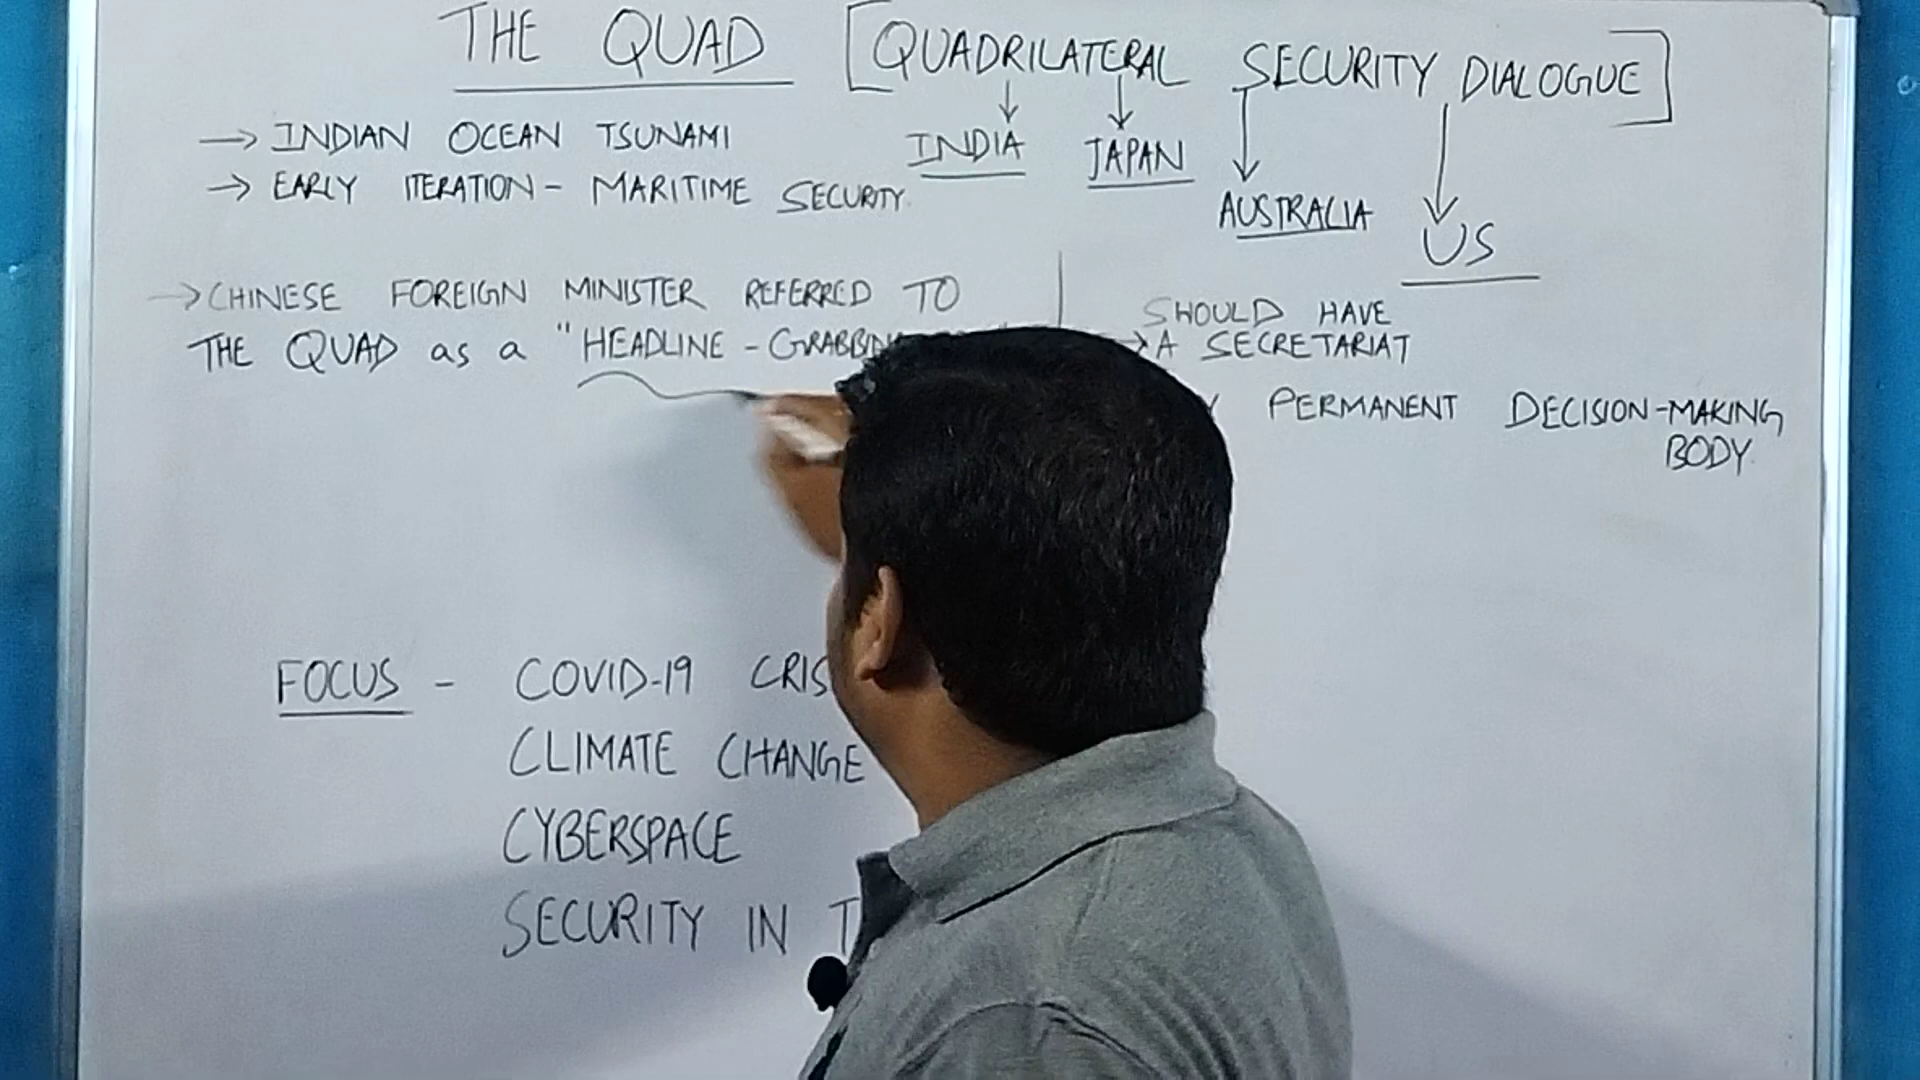 THE QUAD [QUADRILATERAL SECURITY DIALOGUE]
→ INDIAN OCEAN TSUNAMI
→ EARLY ITERATION - MARITIME SECURITY.
INDIA
JAPAN
AUSTRALIA
US
→ CHINESE FOREIGN MINISTER REFERRED TO
THE QUAD as a "HEADLINE -
SHOULD HAVE
→ A SECRETARIAT
PERMANENT DECISION-MAKING
BODY.
FOCUS - COVID-19
CLIMATE CHANGE
CYBERSPACE
SECURITY IN